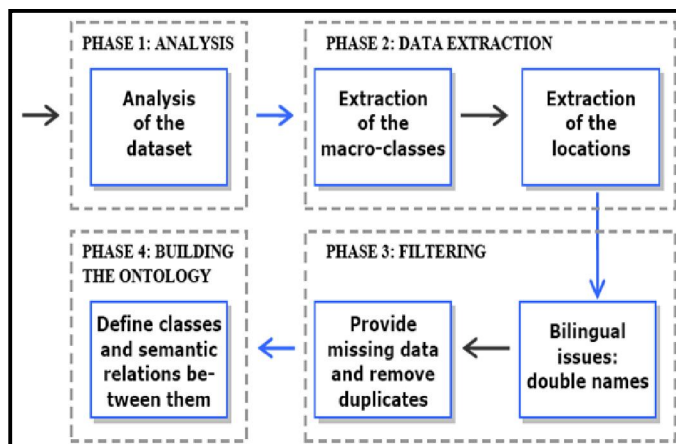 PHASE 1: ANALYSIS
Analysis
of the
dataset
PHASE 2: DATA EXTRACTION
Extraction
of the
macro-classes
Extraction
of the
locations
PHASE 3: FILTERING
Bilingual
issues:
double names
Provide
missing data
and remove
duplicates
PHASE 4: BUILDING
THE ONTOLOGY
Define classes
and semantic
relations be-
tween them